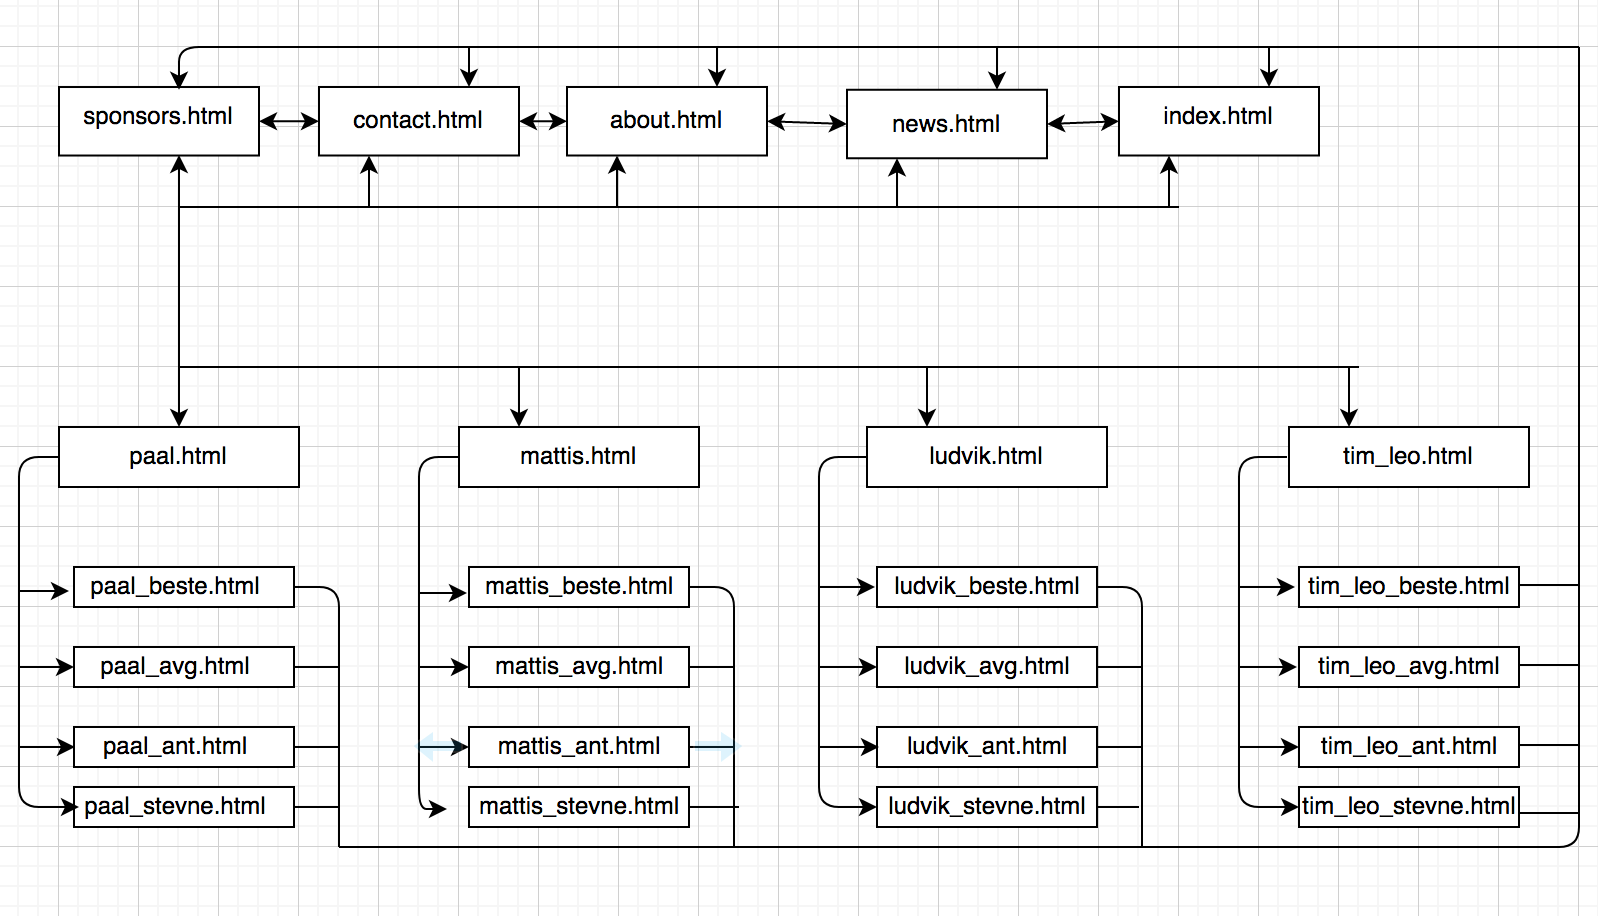 sponsors.html
contact.html
about.html
news.html
index.html
paal.html
mattis.html
ludvik.html
tim_leo.html
paal_beste.html
mattis_beste.html
ludvik_beste.html
tim_leo_beste.html
paal_avg.html
mattis_avg.html
ludvik_avg.html
tim_leo_avg.html
paal_ant.html
mattis_ant.html
ludvik_ant.html
tim_leo_ant.html
paal_stevne.html
mattis_stevne.html
ludvik_stevne.html
tim_leo_stevne.html